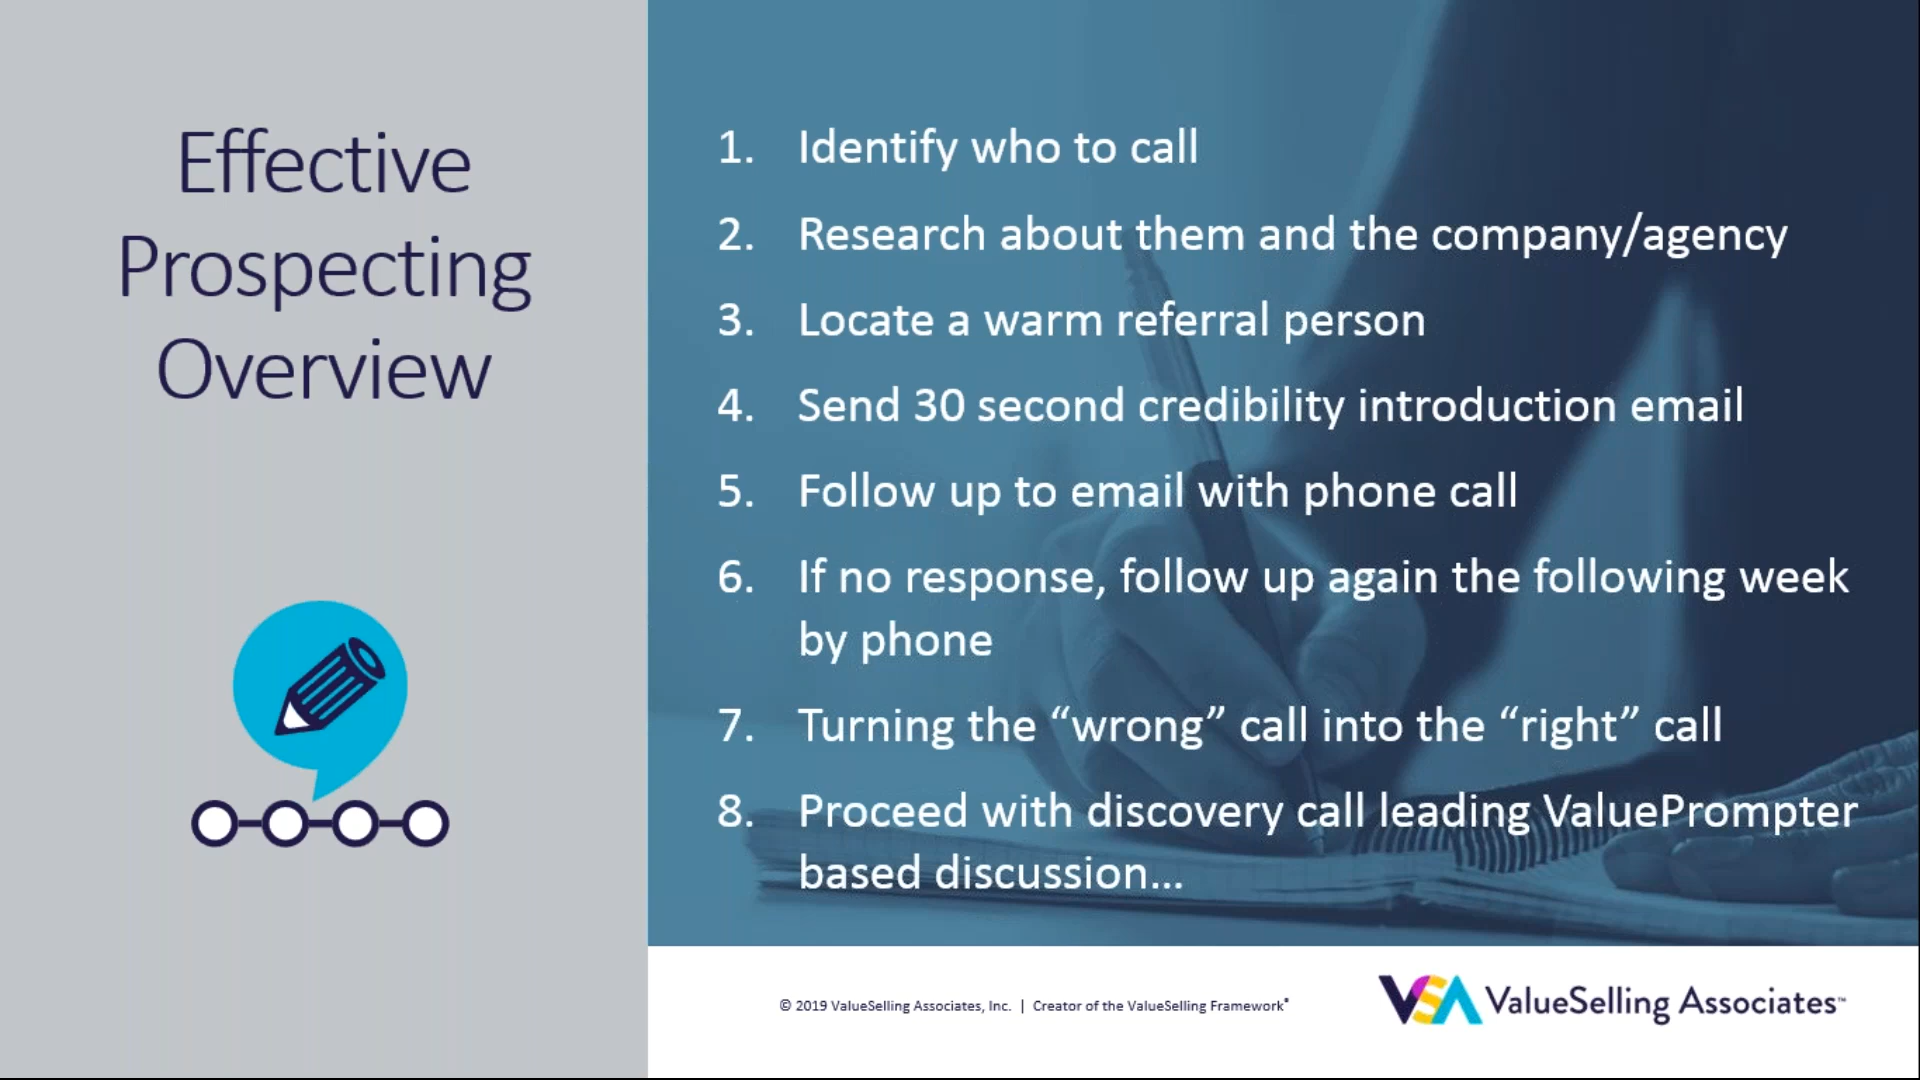 Effective
Prospecting
Overview
1. Identify who to call
2. Research about them and the company/agency
3. Locate a warm referral person
4. Send 30 second credibility introduction email
5. Follow up to email with phone call
6. If no response, follow up again the following week
by phone
7. Turning the “wrong” call into the “right” call
8. Proceed with discovery call leading ValuePrompter
based discussion...
© 2019 ValueSelling Associates, Inc. | Creator of the ValueSelling Framework®
VSA ValueSelling Associates™